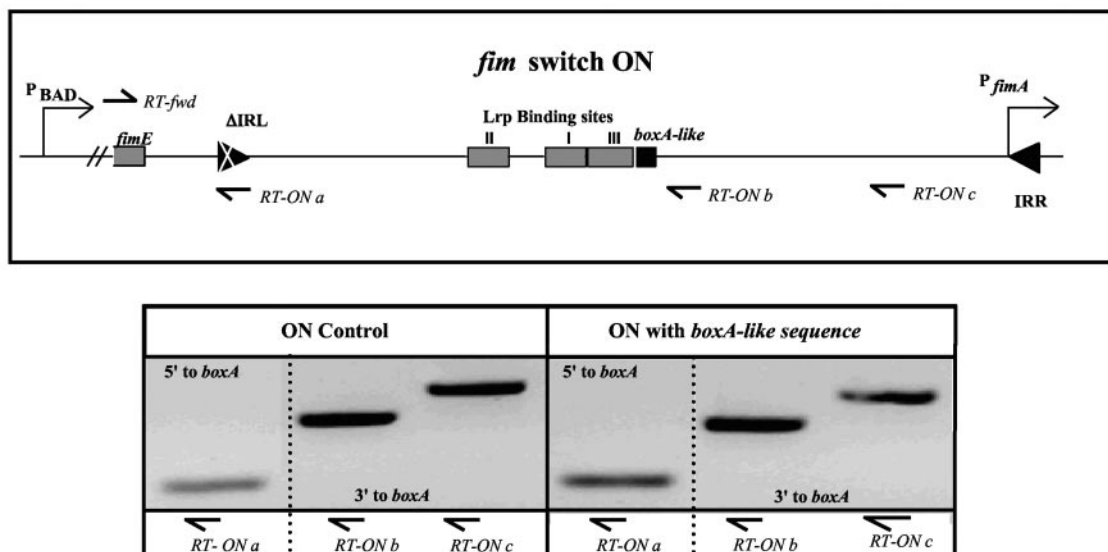 fim switch ON
P BAD
RT-fwd
P fimA
ΔIRL
Lrp Binding sites
fimE
II I III boxA-like
RT-ON a
RT-ON b
RT-ON c
IRR
ON Control
ON with boxA-like sequence
5' to boxA
5' to boxA
3' to boxA
3' to boxA
RT- ON a
RT-ON b
RT-ON c
RT-ON a
RT-ON b
RT-ON c